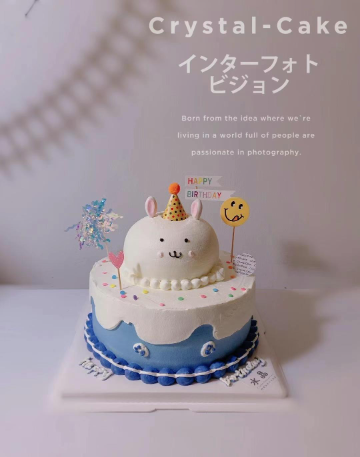 Crystal-Cake
インターフォト
ビジョン
Born from the idea where we're
living in a world full of people are
passionate in photography.
HAPPY
BIRTHDAY